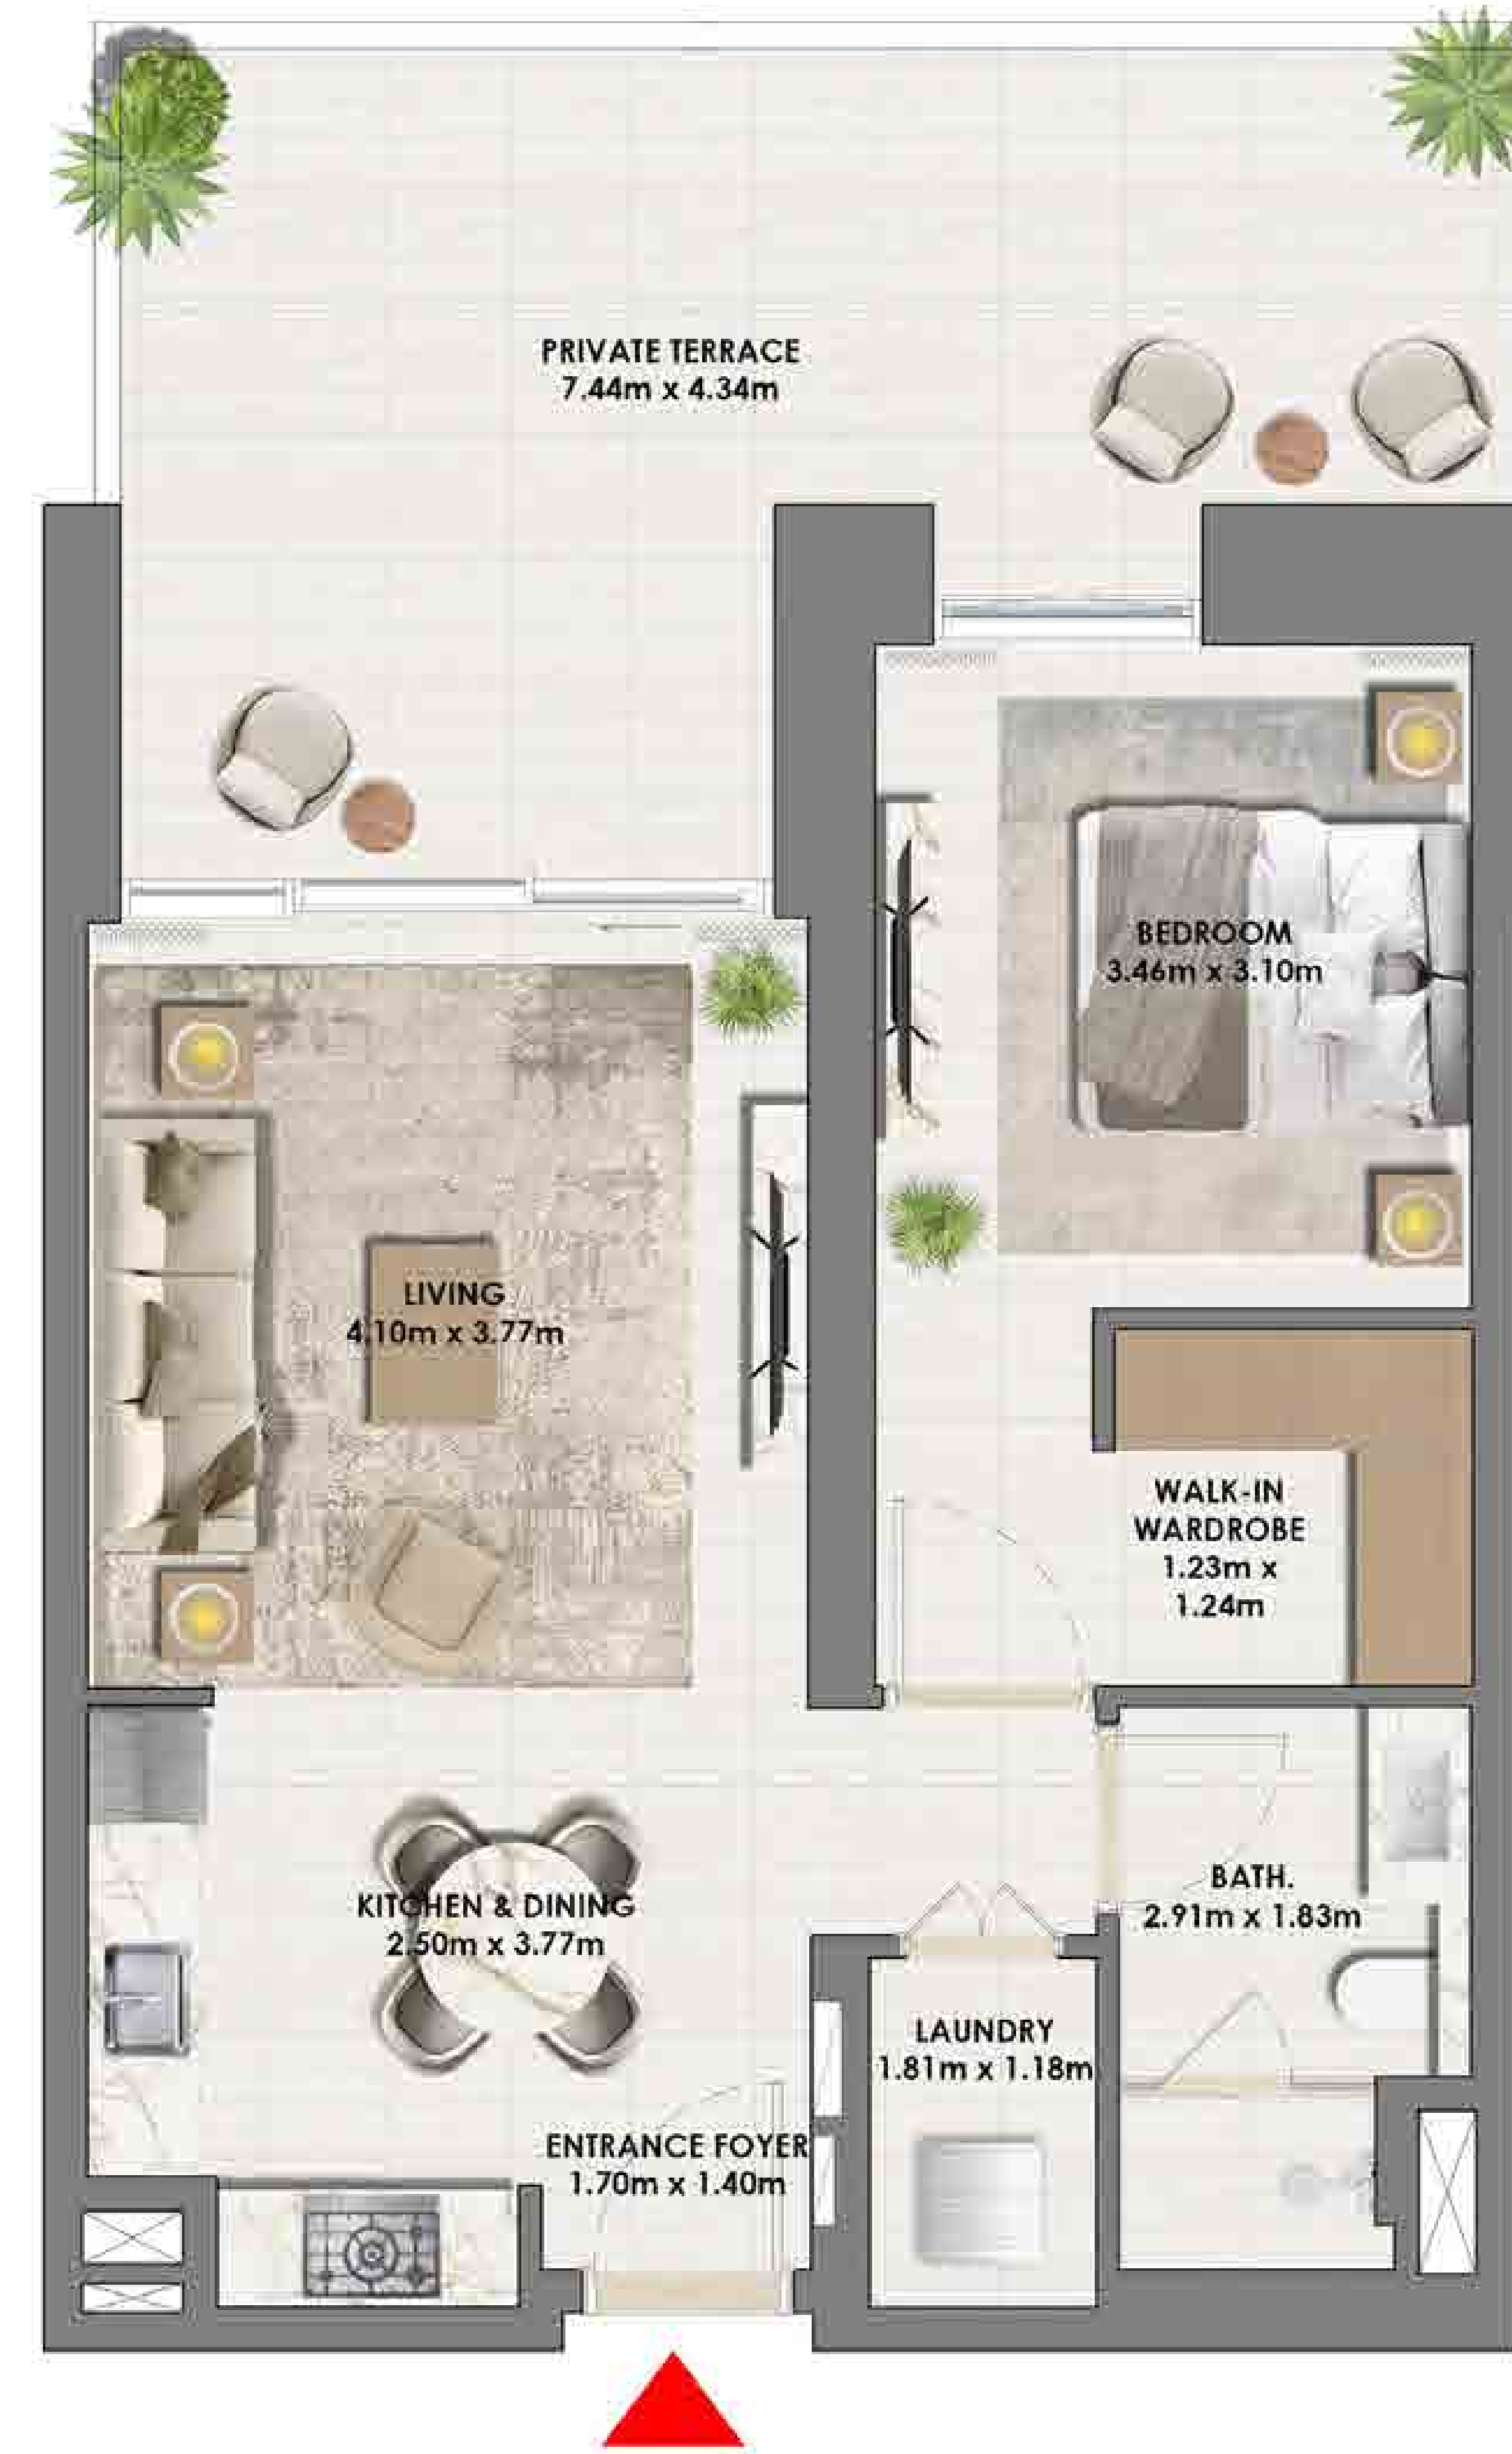 PRIVATE TERRACE
7.44m x 4.34m
BEDROOM
3.46m x 3.10m
LIVING
4.10m x 3.77m
WALK-IN
WARDROBE
1.23m x
1.24m
BATH.
2.91m x 1.83m
KITCHEN & DINING
2.50m x 3.77m
LAUNDRY
1.81m x 1.18m
ENTRANCE FOYER
1.70m x 1.40m